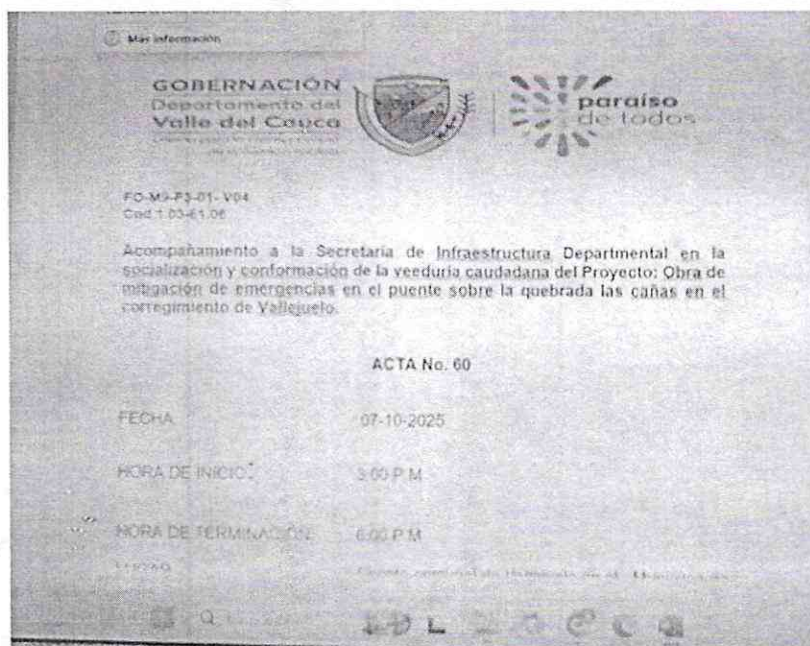 Más información
GOBERNACIÓN
Departamento del
Valle del Cauca
paraíso
de todos
FO-M9-P3-01- V04
Cod 1.03-61.06
Acompañamiento a la Secretaria de Infraestructura Departmental en la
socialización y conformación de la veeduria caudadana del Proyecto: Obra de
mitigación de emergencias en el puente sobre la quebrada las cañas en el
corregimiento de Vallejuelo.
ACTA No. 60
FECHA 07-10-2025
HORA DE INICIO: 3:00 P.M
HORA DE TERMINACIÓN: 6:00 P.M